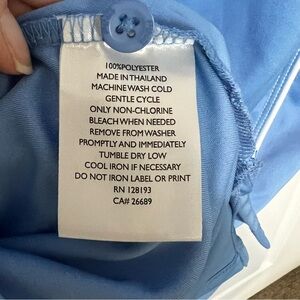 100%POLYESTER
MADE IN THAILAND
MACHINE WASH COLD
GENTLE CYCLE
ONLY NON-CHLORINE
BLEACH WHEN NEEDED
REMOVE FROM WASHER
PROMPTLY AND IMMEDIATELY
TUMBLE DRY LOW
COOL IRON IF NECESSARY
DO NOT IRON LABEL OR PRINT
RN 128193
CA# 26689